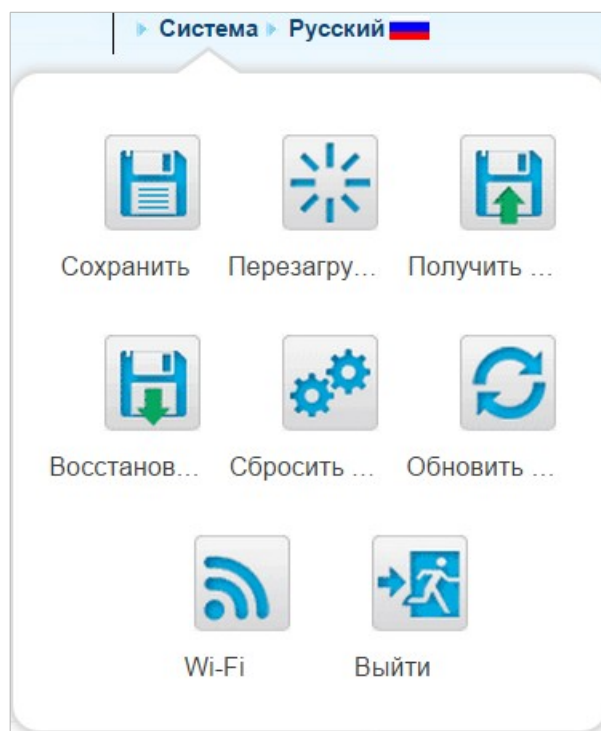 Система Русский
Сохранить Перезагру... Получить ...
Восстанов... Сбросить ... Обновить ...
Wi-Fi Выйти